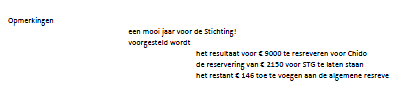 Opmerkingen
een mooi jaar voor de Stichting!
voorgesteld wordt
het resultaat voor € 9000 te resreveren voor Chido
de reservering van € 2150 voor STG te laten staan
het restant € 146 toe te voegen aan de algemene resreve